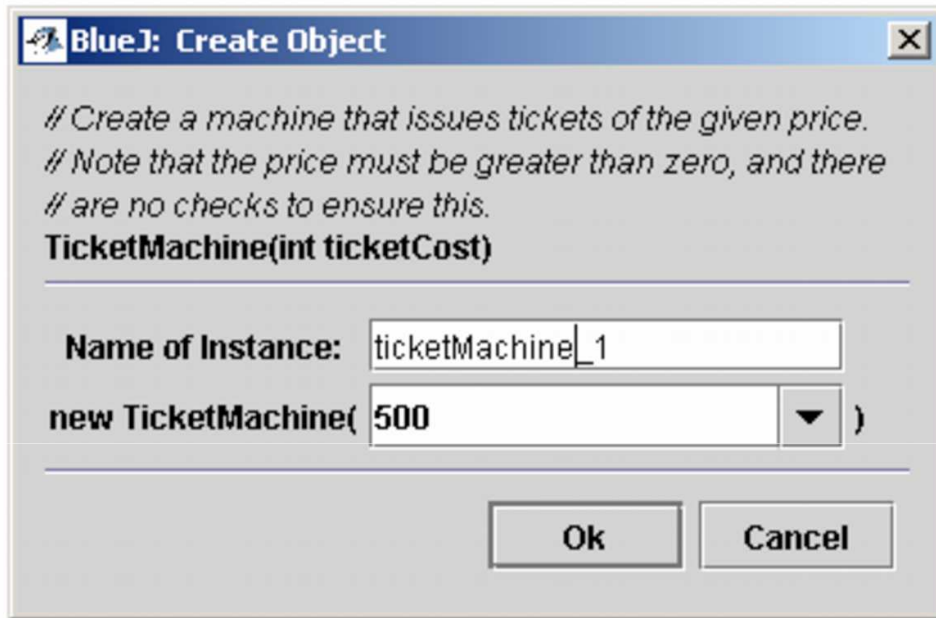 BlueJ: Create Object
// Create a machine that issues tickets of the given price.
// Note that the price must be greater than zero, and there
// are no checks to ensure this.
TicketMachine(int ticketCost)
Name of Instance: ticketMachine_1
new TicketMachine( 500 )
Ok Cancel